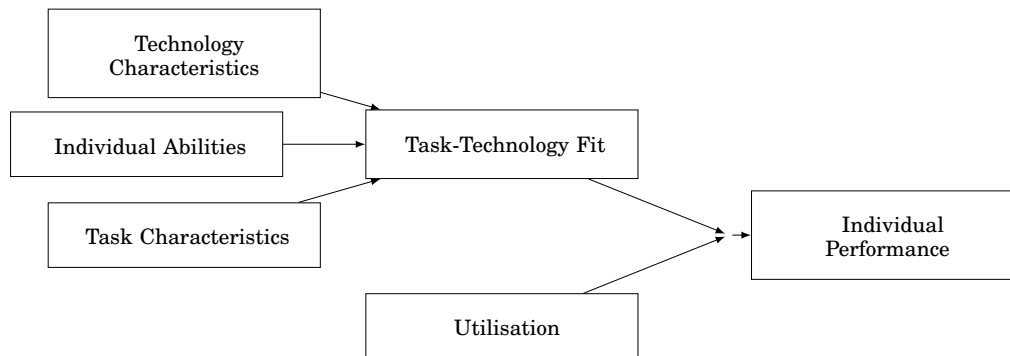 Technology
Characteristics
Individual Abilities
Task-Technology Fit
Task Characteristics
Individual
Performance
Utilisation